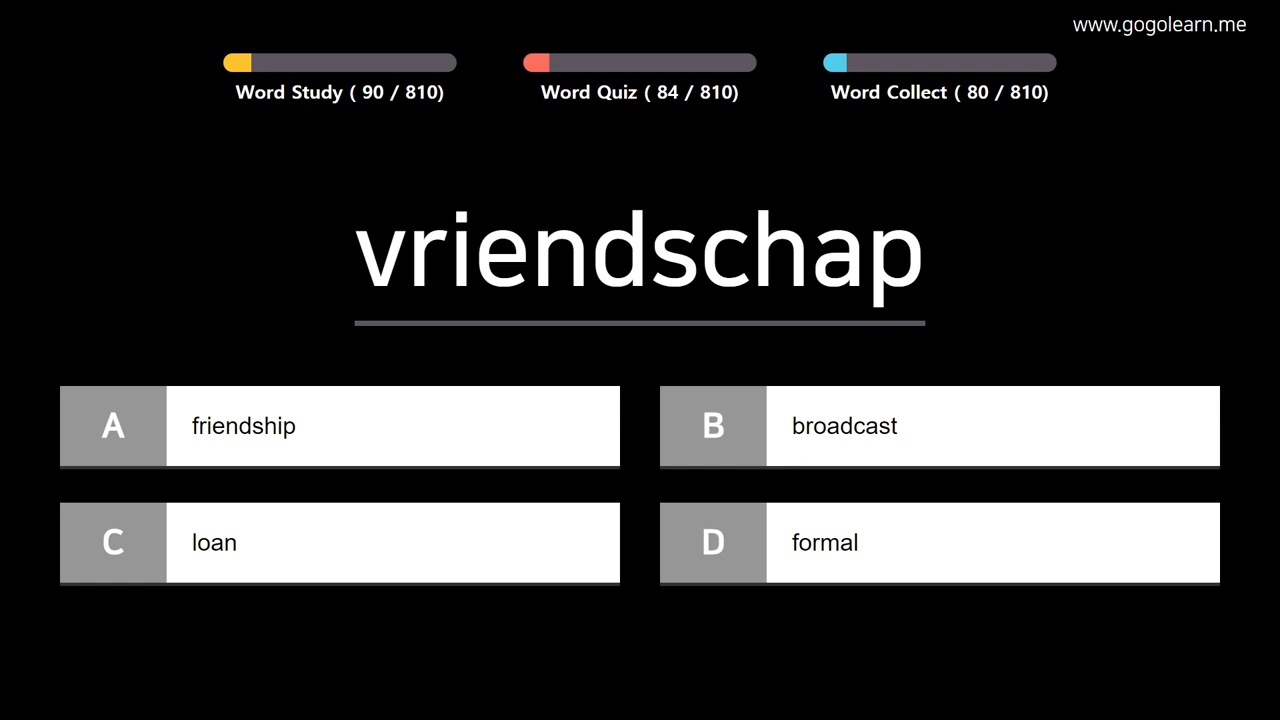 www.gogolearn.me
Word Study ( 90 / 810)
Word Quiz ( 84 / 810)
Word Collect ( 80 / 810)
vriendschap
A friendship
B broadcast
C loan
D formal